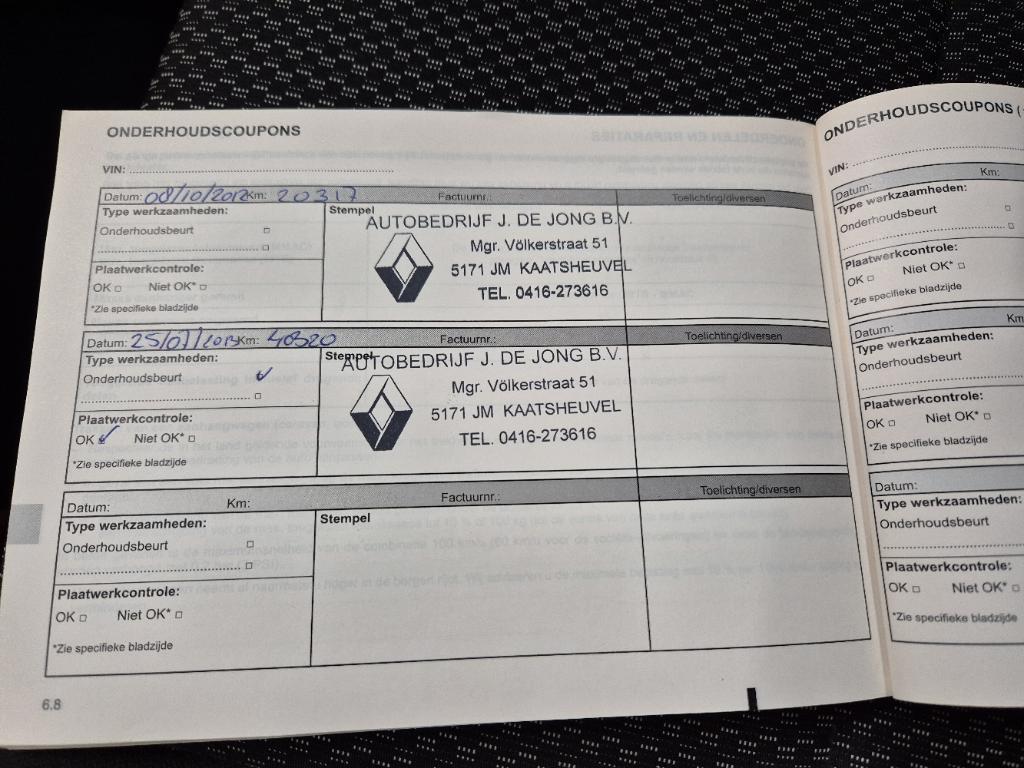 ONDERHOUDSCOUPONS
VIN:
Datum: 08/10/2012 Km: 20317 Factuurnr.: Toelichting/diversen
Type werkzaamheden:
Onderhoudsbeurt
Plaatwerkcontrole:
OK Niet OK*
*Zie specifieke bladzijde
Stempel
AUTOBEDRIJF J. DE JONG B.V.
Mgr. Völkerstraat 51
5171 JM KAATSHEUVEL
TEL. 0416-273616
Datum: 25/07/2013 Km: 40320 Factuurnr.: Toelichting/diversen
Type werkzaamheden:
Onderhoudsbeurt ✓
Plaatwerkcontrole:
OK ✓ Niet OK*
*Zie specifieke bladzijde
Stempel
AUTOBEDRIJF J. DE JONG B.V.
Mgr. Völkerstraat 51
5171 JM KAATSHEUVEL
TEL. 0416-273616
Datum: Km: Factuurnr.: Toelichting/diversen
Type werkzaamheden:
Onderhoudsbeurt
Plaatwerkcontrole:
OK Niet OK*
*Zie specifieke bladzijde
Stempel
6.8
ONDERHOUDSCOUPONS (
VIN:
Datum: Km:
Type werkzaamheden:
Onderhoudsbeurt
Plaatwerkcontrole:
OK Niet OK*
*Zie specifieke bladzijde
Datum: Km
Type werkzaamheden:
Onderhoudsbeurt
Plaatwerkcontrole:
OK Niet OK*
*Zie specifieke bladzijde
Datum:
Type werkzaamheden:
Onderhoudsbeurt
Plaatwerkcontrole:
OK Niet OK*
*Zie specifieke bladzijde